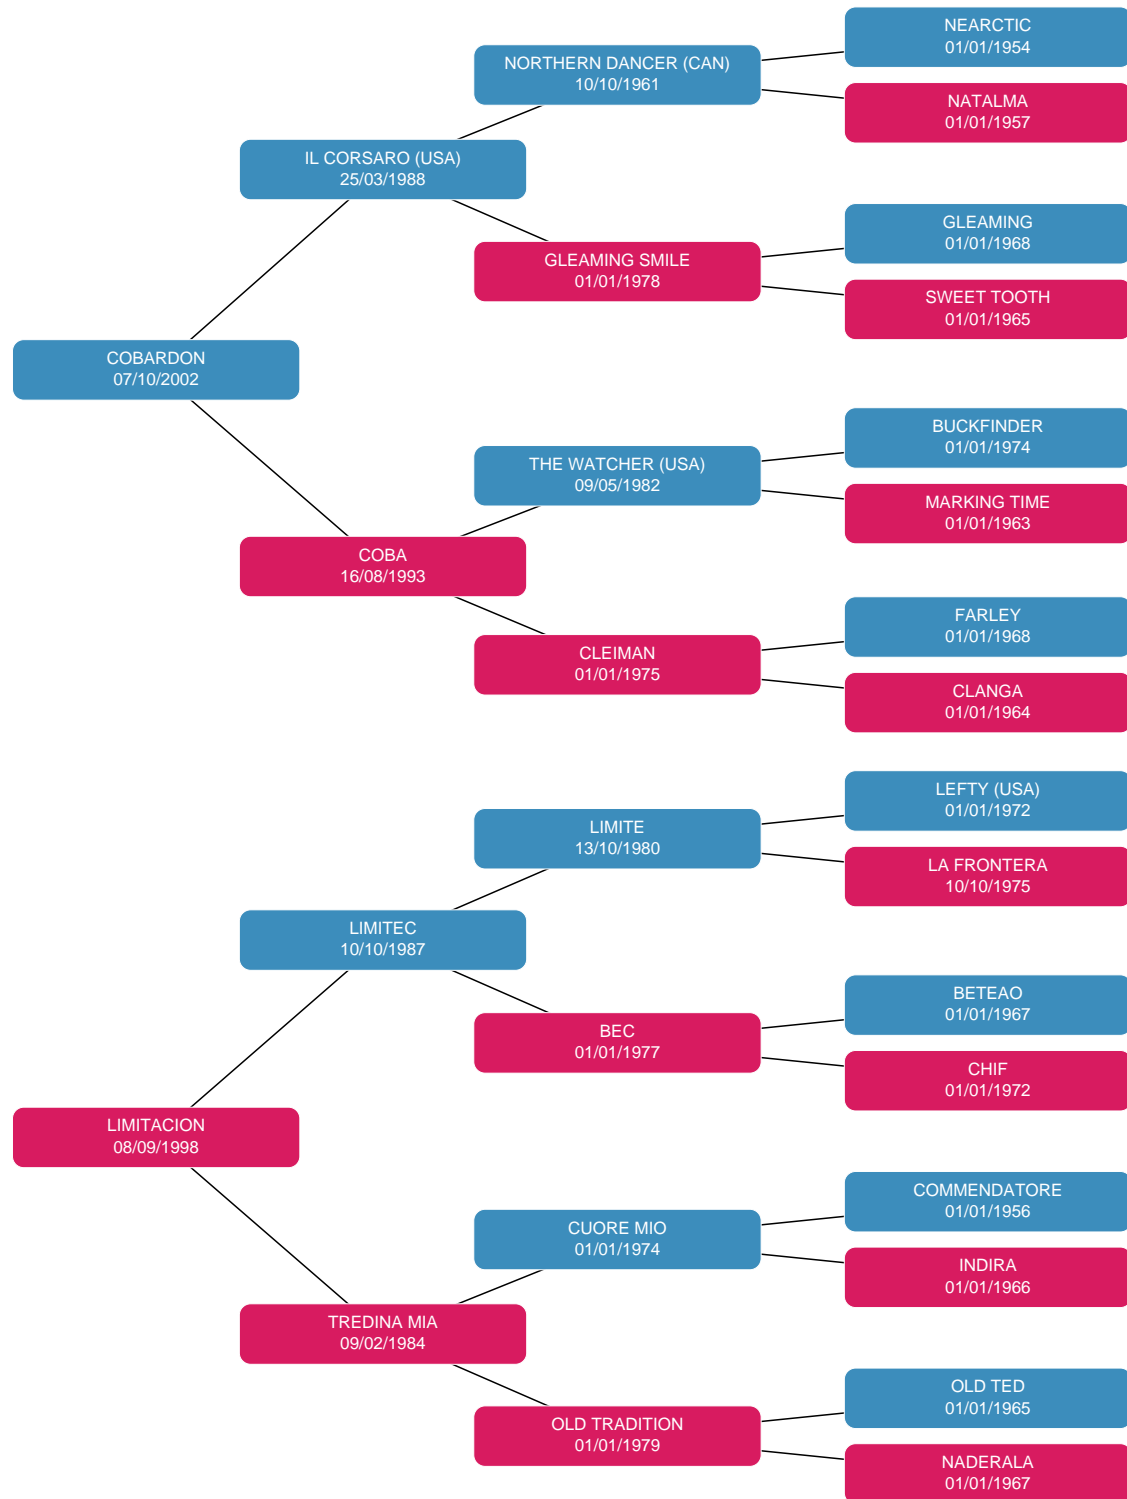 NEARCTIC
01/01/1954
NORTHERN DANCER (CAN)
10/10/1961
NATALMA
01/01/1957
IL CORSARO (USA)
25/03/1988
GLEAMING
01/01/1968
GLEAMING SMILE
01/01/1978
SWEET TOOTH
01/01/1965
COBARDON
07/10/2002
BUCKFINDER
01/01/1974
THE WATCHER (USA)
09/05/1982
MARKING TIME
01/01/1963
COBA
16/08/1993
FARLEY
01/01/1968
CLEIMAN
01/01/1975
CLANGA
01/01/1964
LEFTY (USA)
01/01/1972
LIMITE
13/10/1980
LA FRONTERA
10/10/1975
LIMITEC
10/10/1987
BETEAO
01/01/1967
BEC
01/01/1977
CHIF
01/01/1972
LIMITACION
08/09/1998
COMMENDATORE
01/01/1956
CUORE MIO
01/01/1974
INDIRA
01/01/1966
TREDINA MIA
09/02/1984
OLD TED
01/01/1965
OLD TRADITION
01/01/1979
NADERALA
01/01/1967